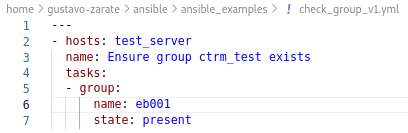 home > gustavo-zarate > ansible > ansible_examples > ! check_group_v1.yml
1 ---
2 - hosts: test_server
3 name: Ensure group ctrm_test exists
4 tasks:
5 - group:
6 name: eb001
7 state: present